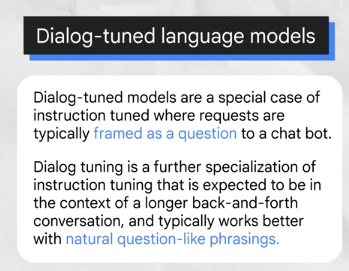 Dialog-tuned language models
Dialog-tuned models are a special case of
instruction tuned where requests are
typically framed as a question to a chat bot.
Dialog tuning is a further specialization of
instruction tuning that is expected to be in
the context of a longer back-and-forth
conversation, and typically works better
with natural question-like phrasings.